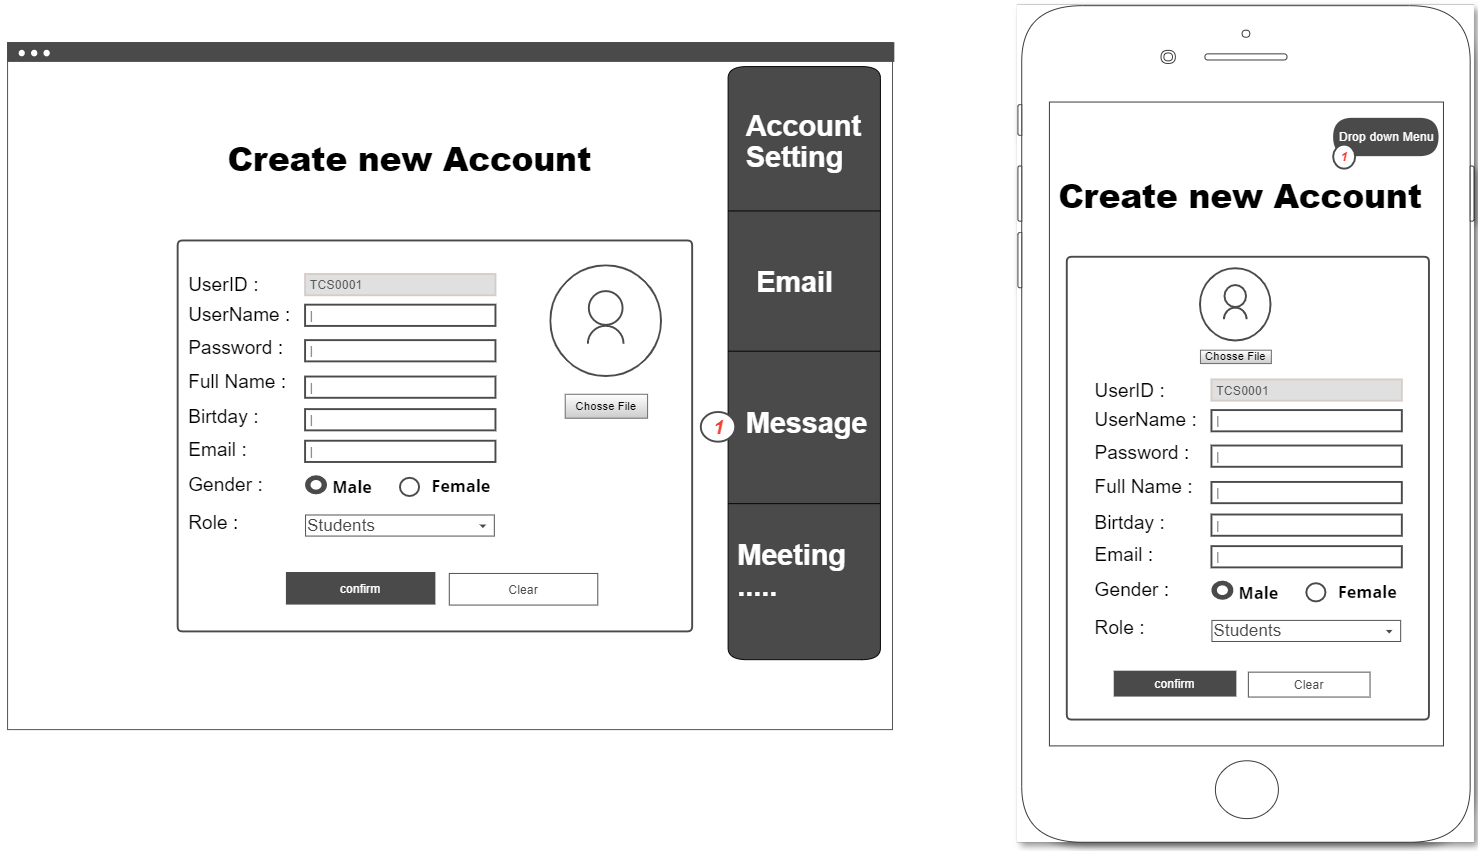 Create new Account
UserID :
TCS0001
UserName :
Password :
Full Name :
Birtday :
Email :
Gender :
Male
Female
Role :
Students
Chosse File
confirm
Clear
Account
Setting
Email
1
Message
Meeting
.....
Drop down Menu
1
Create new Account
Chosse File
UserID :
TCS0001
UserName :
Password :
Full Name :
Birtday :
Email :
Gender :
Male
Female
Role :
Students
confirm
Clear